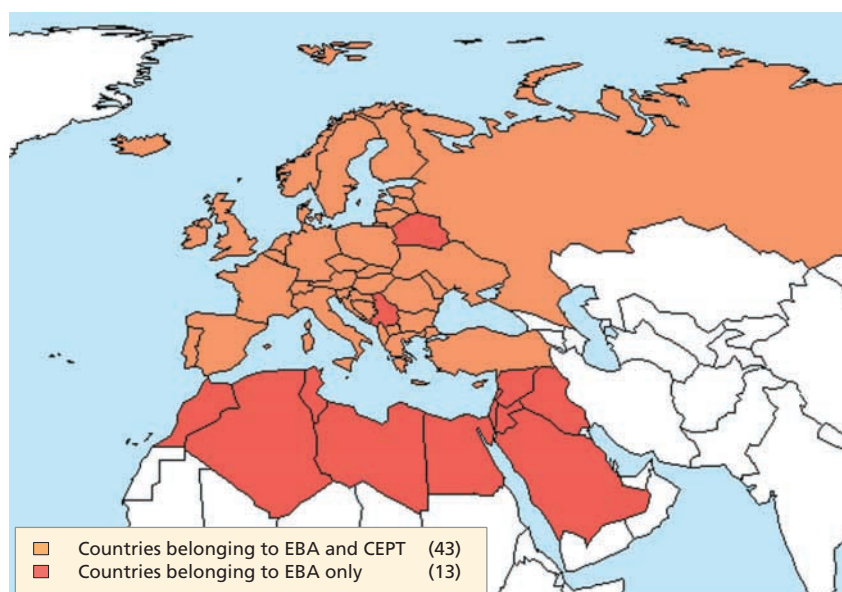 Countries belonging to EBA and CEPT (43)
Countries belonging to EBA only (13)